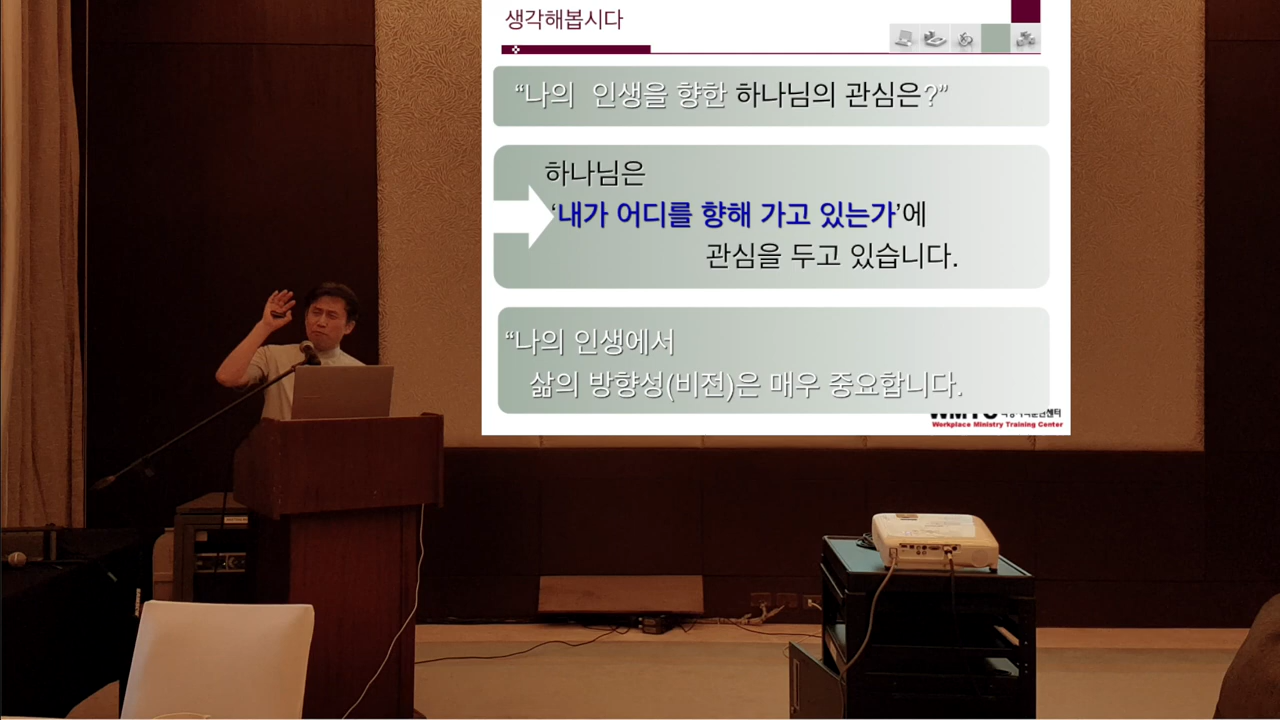 생각해봅시다
“나의 인생을 향한 하나님의 관심은?”
하나님은
‘내가 어디를 향해 가고 있는가’에
관심을 두고 있습니다.
“나의 인생에서
삶의 방향성(비전)은 매우 중요합니다.
Workplace Ministry Training Center